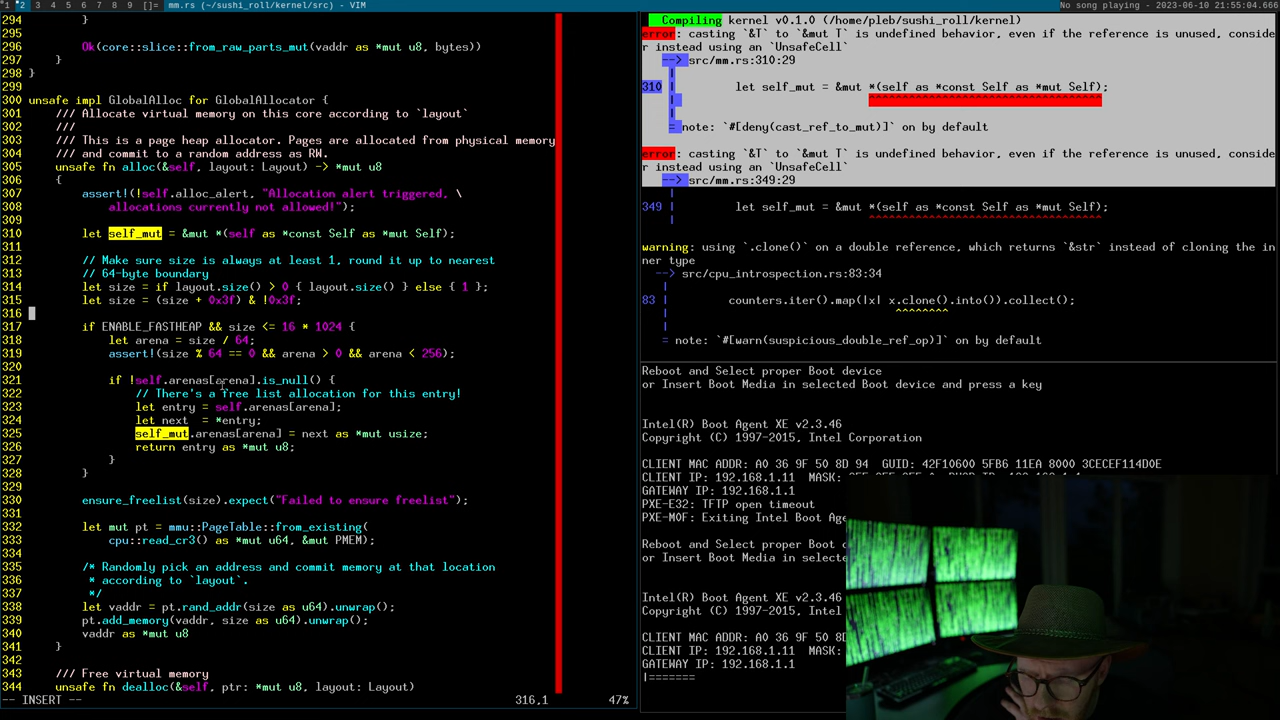 1 2 3 4 5 6 7 8 9 []= mm.rs (~/sushi_roll/kernel/src) - VIM
No song playing - 2023-06-10 21:55:04.666
294         }
295
296         Ok(core::slice::from_raw_parts_mut(vaddr as *mut u8, bytes))
297     }
298 }
299
300 unsafe impl GlobalAlloc for GlobalAllocator {
301     /// Allocate virtual memory on this core according to `layout`
302     ///
303     /// This is a page heap allocator. Pages are allocated from physical memory
304     /// and commit to a random address as RW.
305     unsafe fn alloc(&self, layout: Layout) -> *mut u8
306     {
307         assert!(!self.alloc_alert, "Allocation alert triggered, \
308             allocations currently not allowed!");
309
310         let self_mut = &mut *(self as *const Self as *mut Self);
311
312         // Make sure size is always at least 1, round it up to nearest
313         // 64-byte boundary
314         let size = if layout.size() > 0 { layout.size() } else { 1 };
315         let size = (size + 0x3f) & !0x3f;
316
317         if ENABLE_FASTHEAP && size <= 16 * 1024 {
318             let arena = size / 64;
319             assert!(size % 64 == 0 && arena > 0 && arena < 256);
320
321             if !self.arenas[arena].is_null() {
322                 // There's a free list allocation for this entry!
323                 let entry = self.arenas[arena];
324                 let next  = *entry;
325                 self_mut.arenas[arena] = next as *mut usize;
326                 return entry as *mut u8;
327             }
328         }
329
330         ensure_freelist(size).expect("Failed to ensure freelist");
331
332         let mut pt = mmu::PageTable::from_existing(
333             cpu::read_cr3() as *mut u64, &mut PMEM);
334
335         /* Randomly pick an address and commit memory at that location
336          * according to `layout`.
337          */
338         let vaddr = pt.rand_addr(size as u64).unwrap();
339         pt.add_memory(vaddr, size as u64).unwrap();
340         vaddr as *mut u8
341     }
342
343     /// Free virtual memory
344     unsafe fn dealloc(&self, ptr: *mut u8, layout: Layout)
-- INSERT --                                                316,1          47%
Compiling kernel v0.1.0 (/home/pleb/sushi_roll/kernel)
error: casting `&T` to `&mut T` is undefined behavior, even if the reference is unused, conside
r instead using an `UnsafeCell`
   --> src/mm.rs:310:29
    |
310 |         let self_mut = &mut *(self as *const Self as *mut Self);
    |                             ^^^^^^^^^^^^^^^^^^^^^^^^^^^^^^^^^^^
    |
    = note: `#[deny(cast_ref_to_mut)]` on by default

error: casting `&T` to `&mut T` is undefined behavior, even if the reference is unused, conside
r instead using an `UnsafeCell`
   --> src/mm.rs:349:29
    |
349 |         let self_mut = &mut *(self as *const Self as *mut Self);
    |                             ^^^^^^^^^^^^^^^^^^^^^^^^^^^^^^^^^^^

warning: using `.clone()` on a double reference, which returns `&str` instead of cloning the in
ner type
  --> src/cpu_introspection.rs:83:34
   |
83 |         counters.iter().map(|x| x.clone().into()).collect();
   |                                  ^^^^^^^^
   |
   = note: `#[warn(suspicious_double_ref_op)]` on by default
Reboot and Select proper Boot device
or Insert Boot Media in selected Boot device and press a key

Intel(R) Boot Agent XE v2.3.46
Copyright (C) 1997-2015, Intel Corporation

CLIENT MAC ADDR: A0 36 9F 50 8D 94  GUID: 42F10600 5FB6 11EA 8000 3CECEF114D0E
CLIENT IP: 192.168.1.11  MASK:
GATEWAY IP: 192.168.1.1
PXE-E32: TFTP open timeout
PXE-M0F: Exiting Intel Boot Age

Reboot and Select proper Boot d
or Insert Boot Media in selecte

Intel(R) Boot Agent XE v2.3.46
Copyright (C) 1997-2015, Intel

CLIENT MAC ADDR: A0 36 9F 50 8D
CLIENT IP: 192.168.1.11  MASK:
GATEWAY IP: 192.168.1.1
|=======